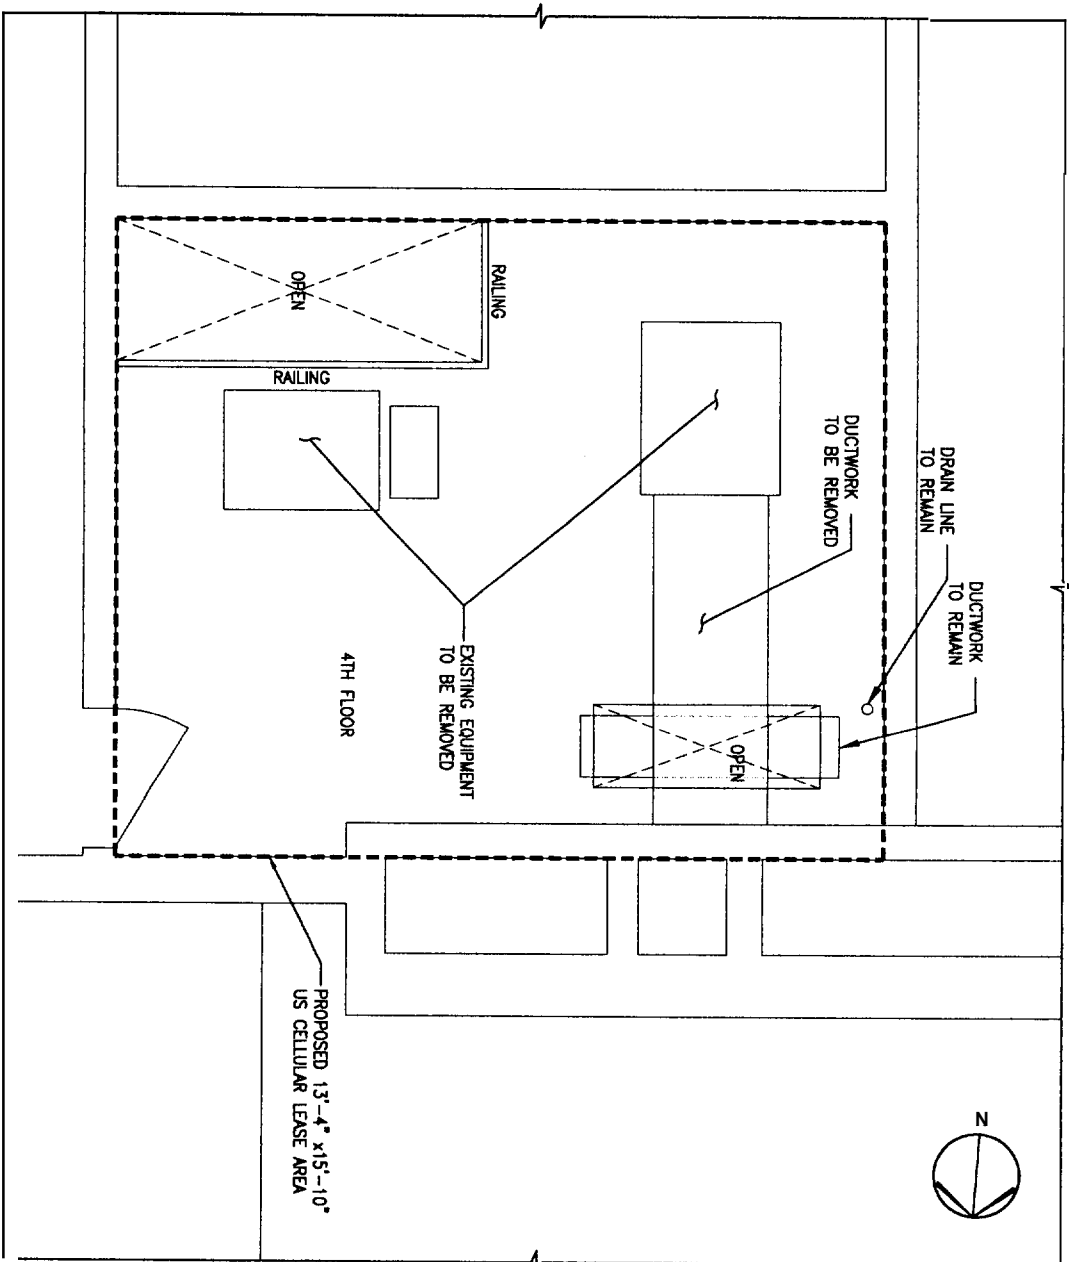 RAILING
OPEN
RAILING
DUCTWORK
TO BE REMOVED
DRAIN LINE
TO REMAIN
DUCTWORK
TO REMAIN
EXISTING EQUIPMENT
TO BE REMOVED
4TH FLOOR
OPEN
PROPOSED 13'-4" x15'-10"
US CELLULAR LEASE AREA
N